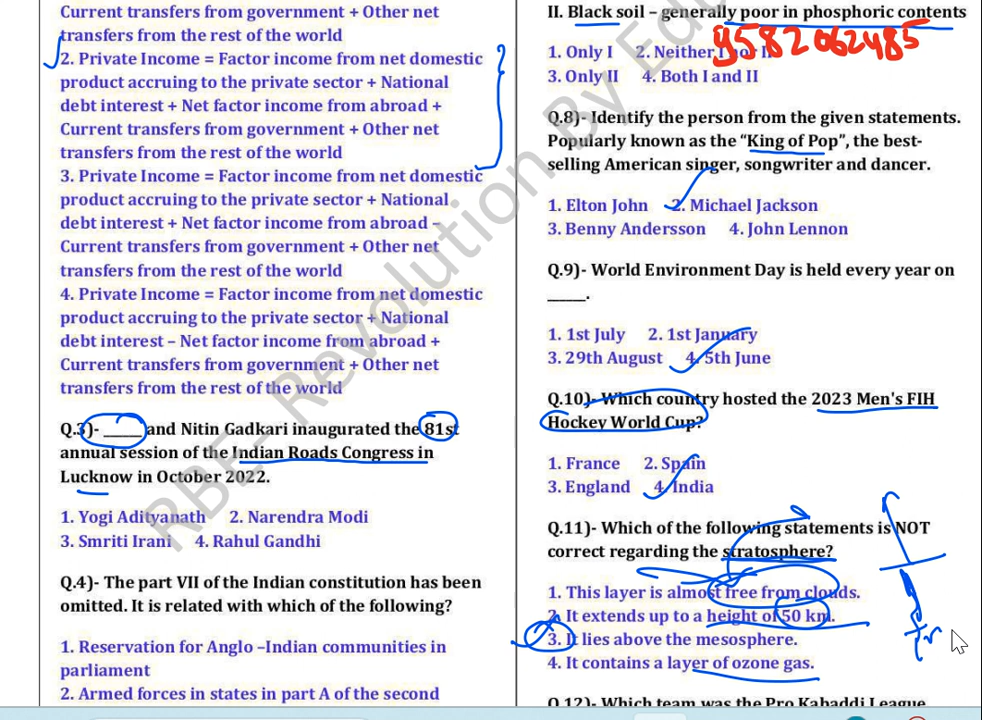 Current transfers from government + Other net
transfers from the rest of the world
2. Private Income = Factor income from net domestic
product accruing to the private sector + National
debt interest + Net factor income from abroad +
Current transfers from government + Other net
transfers from the rest of the world
3. Private Income = Factor income from net domestic
product accruing to the private sector + National
debt interest + Net factor income from abroad –
Current transfers from government + Other net
transfers from the rest of the world
4. Private Income = Factor income from net domestic
product accruing to the private sector + National
debt interest – Net factor income from abroad +
Current transfers from government + Other net
transfers from the rest of the world
Q.3)- _____ and Nitin Gadkari inaugurated the 81st
annual session of the Indian Roads Congress in
Lucknow in October 2022.
1. Yogi Adityanath 2. Narendra Modi
3. Smriti Irani 4. Rahul Gandhi
Q.4)- The part VII of the Indian constitution has been
omitted. It is related with which of the following?
1. Reservation for Anglo –Indian communities in
parliament
2. Armed forces in states in part A of the second
II. Black soil – generally poor in phosphoric contents
9582062485
1. Only I 2. Neither I nor II
3. Only II 4. Both I and II
Q.8)- Identify the person from the given statements.
Popularly known as the “King of Pop”, the best-
selling American singer, songwriter and dancer.
1. Elton John 2. Michael Jackson
3. Benny Andersson 4. John Lennon
Q.9)- World Environment Day is held every year on
_____.
1. 1st July 2. 1st January
3. 29th August 4. 5th June
Q.10)- Which country hosted the 2023 Men's FIH
Hockey World Cup?
1. France 2. Spain
3. England 4. India
Q.11)- Which of the following statements is NOT
correct regarding the stratosphere?
1. This layer is almost free from clouds.
2. It extends up to a height of 50 km.
3. It lies above the mesosphere.
4. It contains a layer of ozone gas.
Q.12)- Which team was the Pro Kabaddi League
RBE- Revolution By Edu